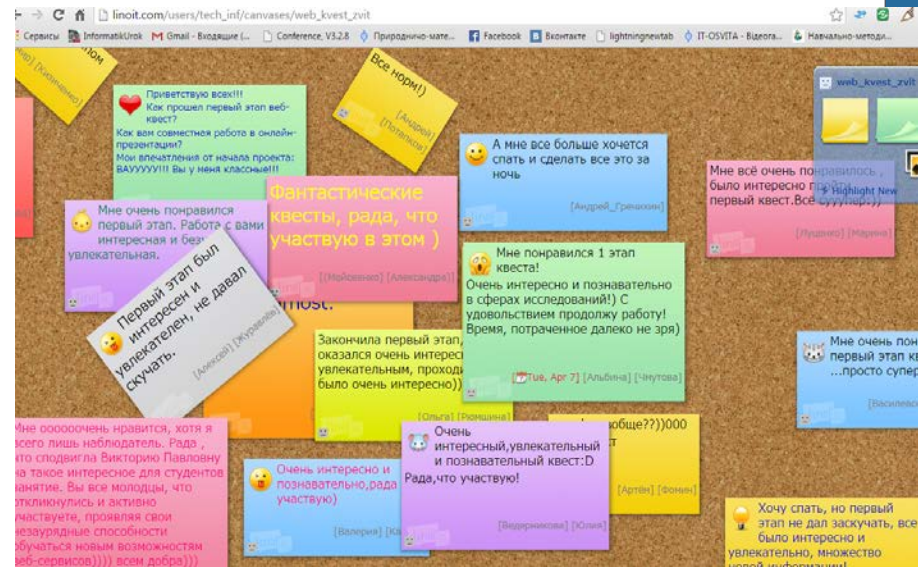 linoit.com/users/tech_inf/canvases/web_kvest_zvit
Сервисы InformatikUrok Gmail - Входящие (... Conference, V3.2.8 Природничо-мате... Facebook Вконтакте lightningnewtab IT-OSVITA - Відеога... Навчально-методи...
web_kvest_zvit
Highlight New
Приветствую всех!!!
Как прошел первый этап веб-
квест?
Как вам совместная работа в онлайн-
презентации?
Мои впечатления от начала проекта:
ВАУУУУУ!!! Вы у меня классные!!!
Все норм!)
[Андрей]
[Потапков]
А мне все больше хочется
спать и сделать все это за
ночь
[Андрей_Гречихин]
Мне всё очень понравилось ,
было интересно пройти
первый квест.Всё сууупер:))
[Луценко] [Марина]
Мне очень понравился
первый этап. Работа с вами
интересная и
увлекательная.
Фантастические
квесты, рада, что
участвую в этом )
[(Мойсеенко] [Александра)]
Первый этап был
интересен и
увлекателен, не давал
скучать.
[Алексей] [Журавлёв]
most.
Мне понравился 1 этап
квеста!
Очень интересно и познавательно
в сферах исследований!) С
удовольствием продолжу работу!
Время, потраченное далеко не зря)
[Tue, Apr 7] [Альбина] [Чмутова]
Закончила первый этап,
оказался очень
увлекательным,
было очень интересно))
[Ольга] [Рюмшина]
Мне очень
первый этап
...просто
Мне оооооочень нравится, хотя я
всего лишь наблюдатель. Рада ,
что сподвигла Викторию Павловну
на такое интересное для студентов
занятие. Вы все молодцы, что
откликнулись и активно
участвуете, проявляя свои
незаурядные способности
обучаться новым возможностям
веб-сервисов)))) всем добра)))
Очень интересно и
познавательно,рада
участвую)
[Валерия]
Очень
интересный,увлекательный
и познавательный квест:D
Рада,что участвую!
[Ведерникова] [Юлия]
[Артём] [Фомин]
Хочу спать, но первый
этап не дал заскучать, все
было интересно и
увлекательно, множество
новой информации!